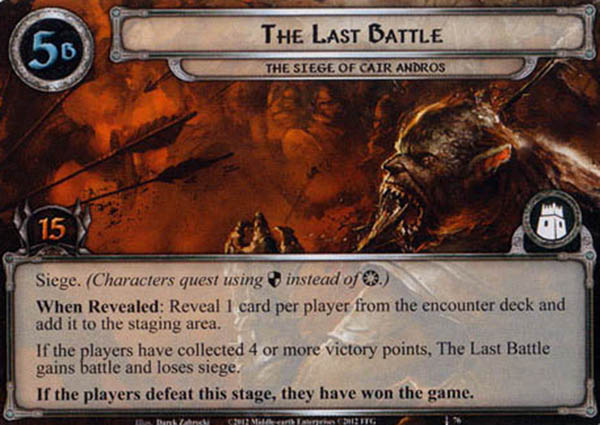 5B
THE LAST BATTLE
THE SIEGE OF CAIR ANDROS
15
Siege. (Characters quest using instead of .)
When Revealed: Reveal 1 card per player from the encounter deck and
add it to the staging area.
If the players have collected 4 or more victory points, The Last Battle
gains battle and loses siege.
If the players defeat this stage, they have won the game.
Illus. Darek Zabrocki ©2012 Middle-earth Enterprises ©2012 FFG 76